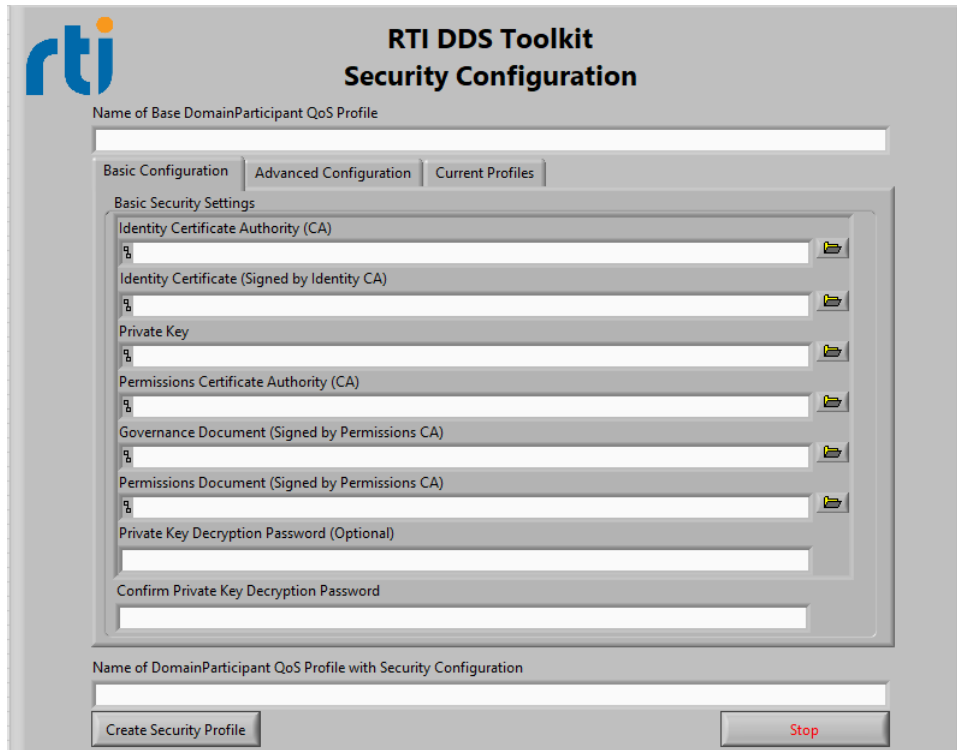 rti
RTI DDS Toolkit
Security Configuration
Name of Base DomainParticipant QoS Profile
Basic Configuration
Advanced Configuration
Current Profiles
Basic Security Settings
Identity Certificate Authority (CA)
Identity Certificate (Signed by Identity CA)
Private Key
Permissions Certificate Authority (CA)
Governance Document (Signed by Permissions CA)
Permissions Document (Signed by Permissions CA)
Private Key Decryption Password (Optional)
Confirm Private Key Decryption Password
Name of DomainParticipant QoS Profile with Security Configuration
Create Security Profile
Stop